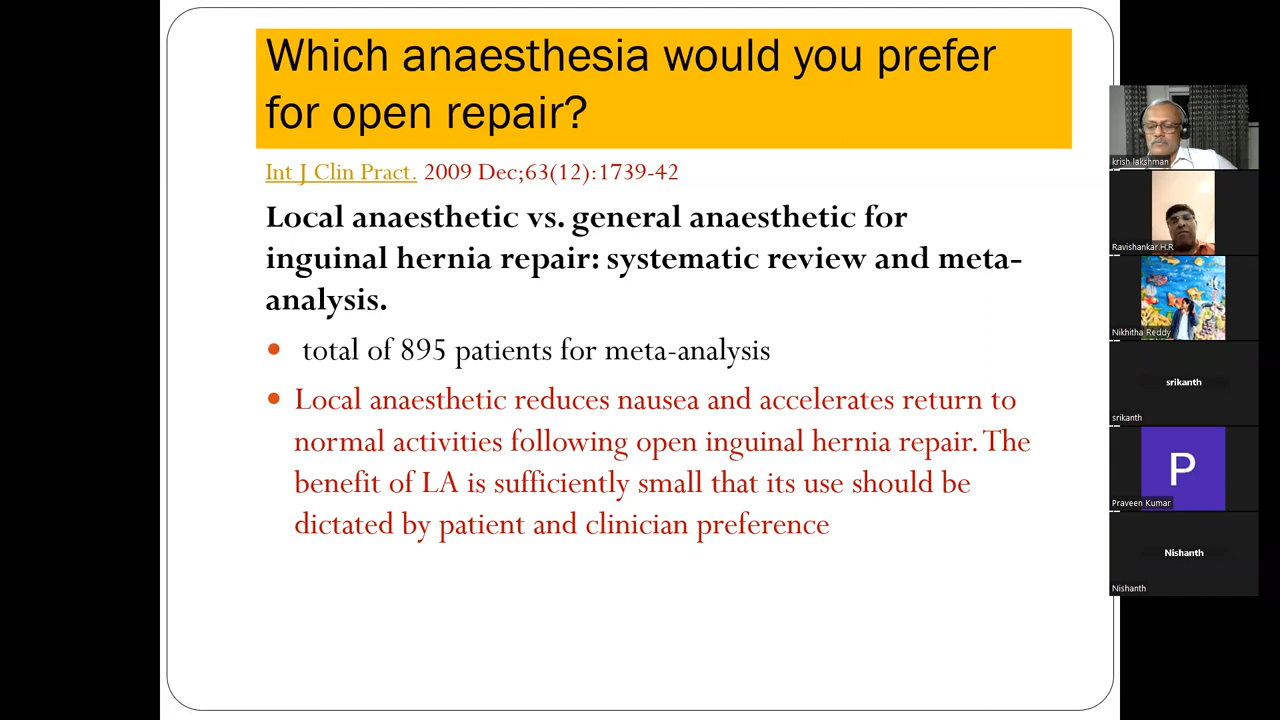 Which anaesthesia would you prefer
for open repair?
Int J Clin Pract. 2009 Dec;63(12):1739-42
Local anaesthetic vs. general anaesthetic for
inguinal hernia repair: systematic review and meta-
analysis.
• total of 895 patients for meta-analysis
• Local anaesthetic reduces nausea and accelerates return to
normal activities following open inguinal hernia repair. The
benefit of LA is sufficiently small that its use should be
dictated by patient and clinician preference
krish lakshman
Ravishankar.H.R
Nikhitha Reddy
srikanth
srikanth
P
Praveen Kumar
Nishanth
Nishanth